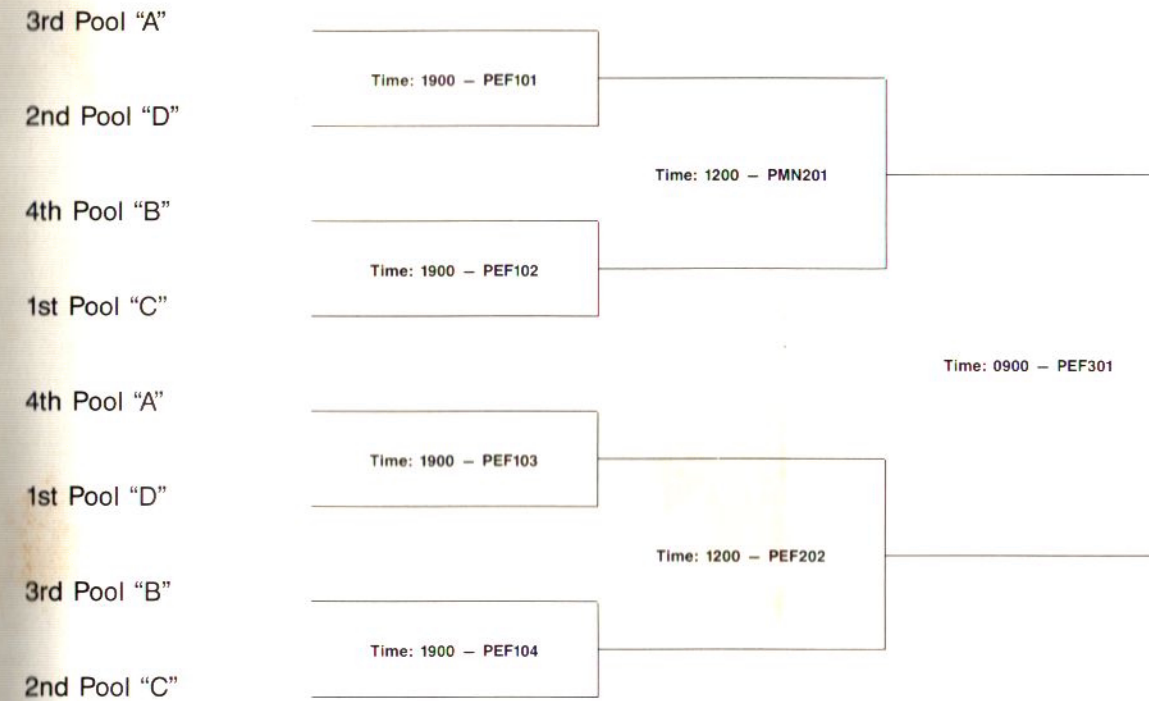 3rd Pool “A”
Time: 1900 – PEF101
2nd Pool “D”
Time: 1200 – PMN201
4th Pool “B”
Time: 1900 – PEF102
1st Pool “C”
Time: 0900 – PEF301
4th Pool “A”
Time: 1900 – PEF103
1st Pool “D”
Time: 1200 – PEF202
3rd Pool “B”
Time: 1900 – PEF104
2nd Pool “C”